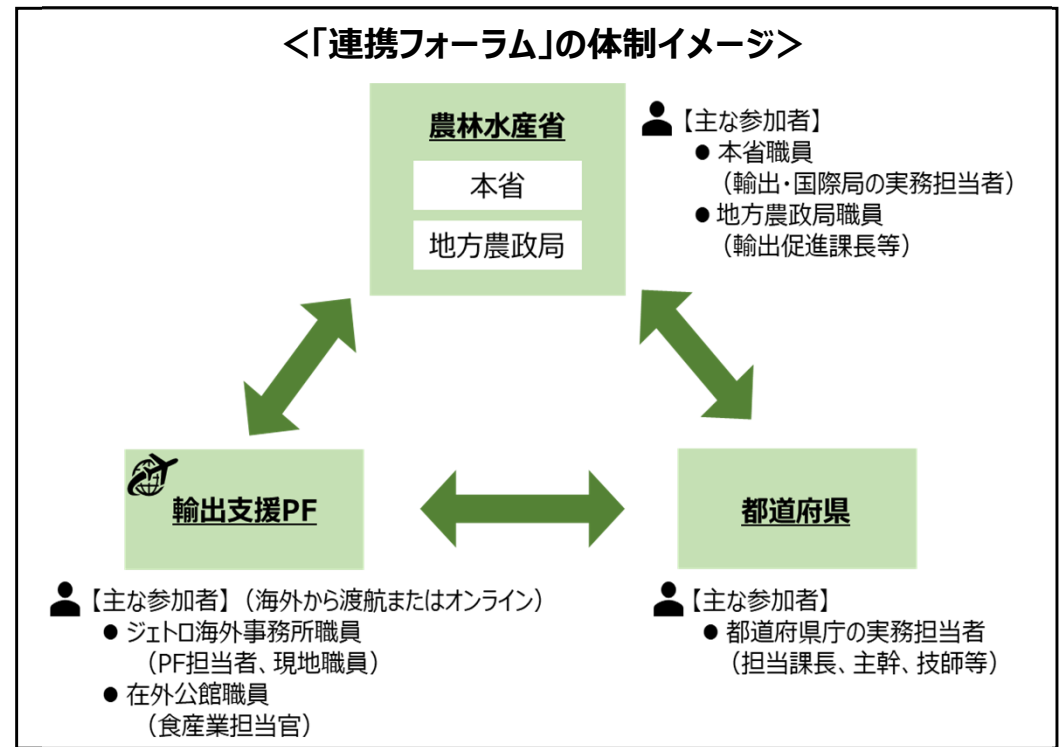 ＜「連携フォーラム」の体制イメージ＞
農林水産省
本省
地方農政局
【主な参加者】
● 本省職員
（輸出・国際局の実務担当者）
● 地方農政局職員
（輸出促進課長等）
輸出支援PF
【主な参加者】（海外から渡航またはオンライン）
● ジェトロ海外事務所職員
（PF担当者、現地職員）
● 在外公館職員
（食産業担当官）
都道府県
【主な参加者】
● 都道府県庁の実務担当者
（担当課長、主幹、技師等）